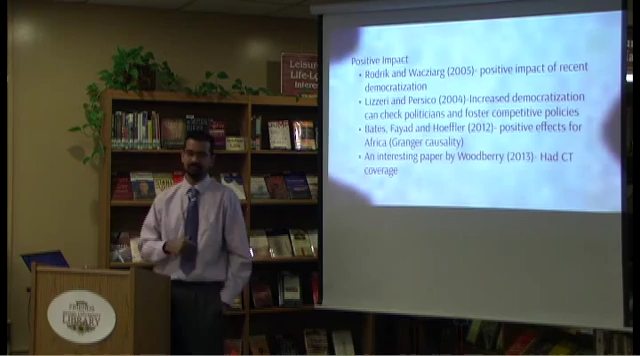 Positive Impact
• Rodrik and Wacziarg (2005)- positive impact of recent
democratization
• Lizzeri and Persico (2004)-Increased democratization
can check politicians and foster competitive policies
• Bates, Fayad and Hoeffler (2012)- positive effects for
Africa (Granger causality)
• An interesting paper by Woodberry (2013)- Had CT
coverage
Leisure
Interest
FRIENDS
LIBRARY